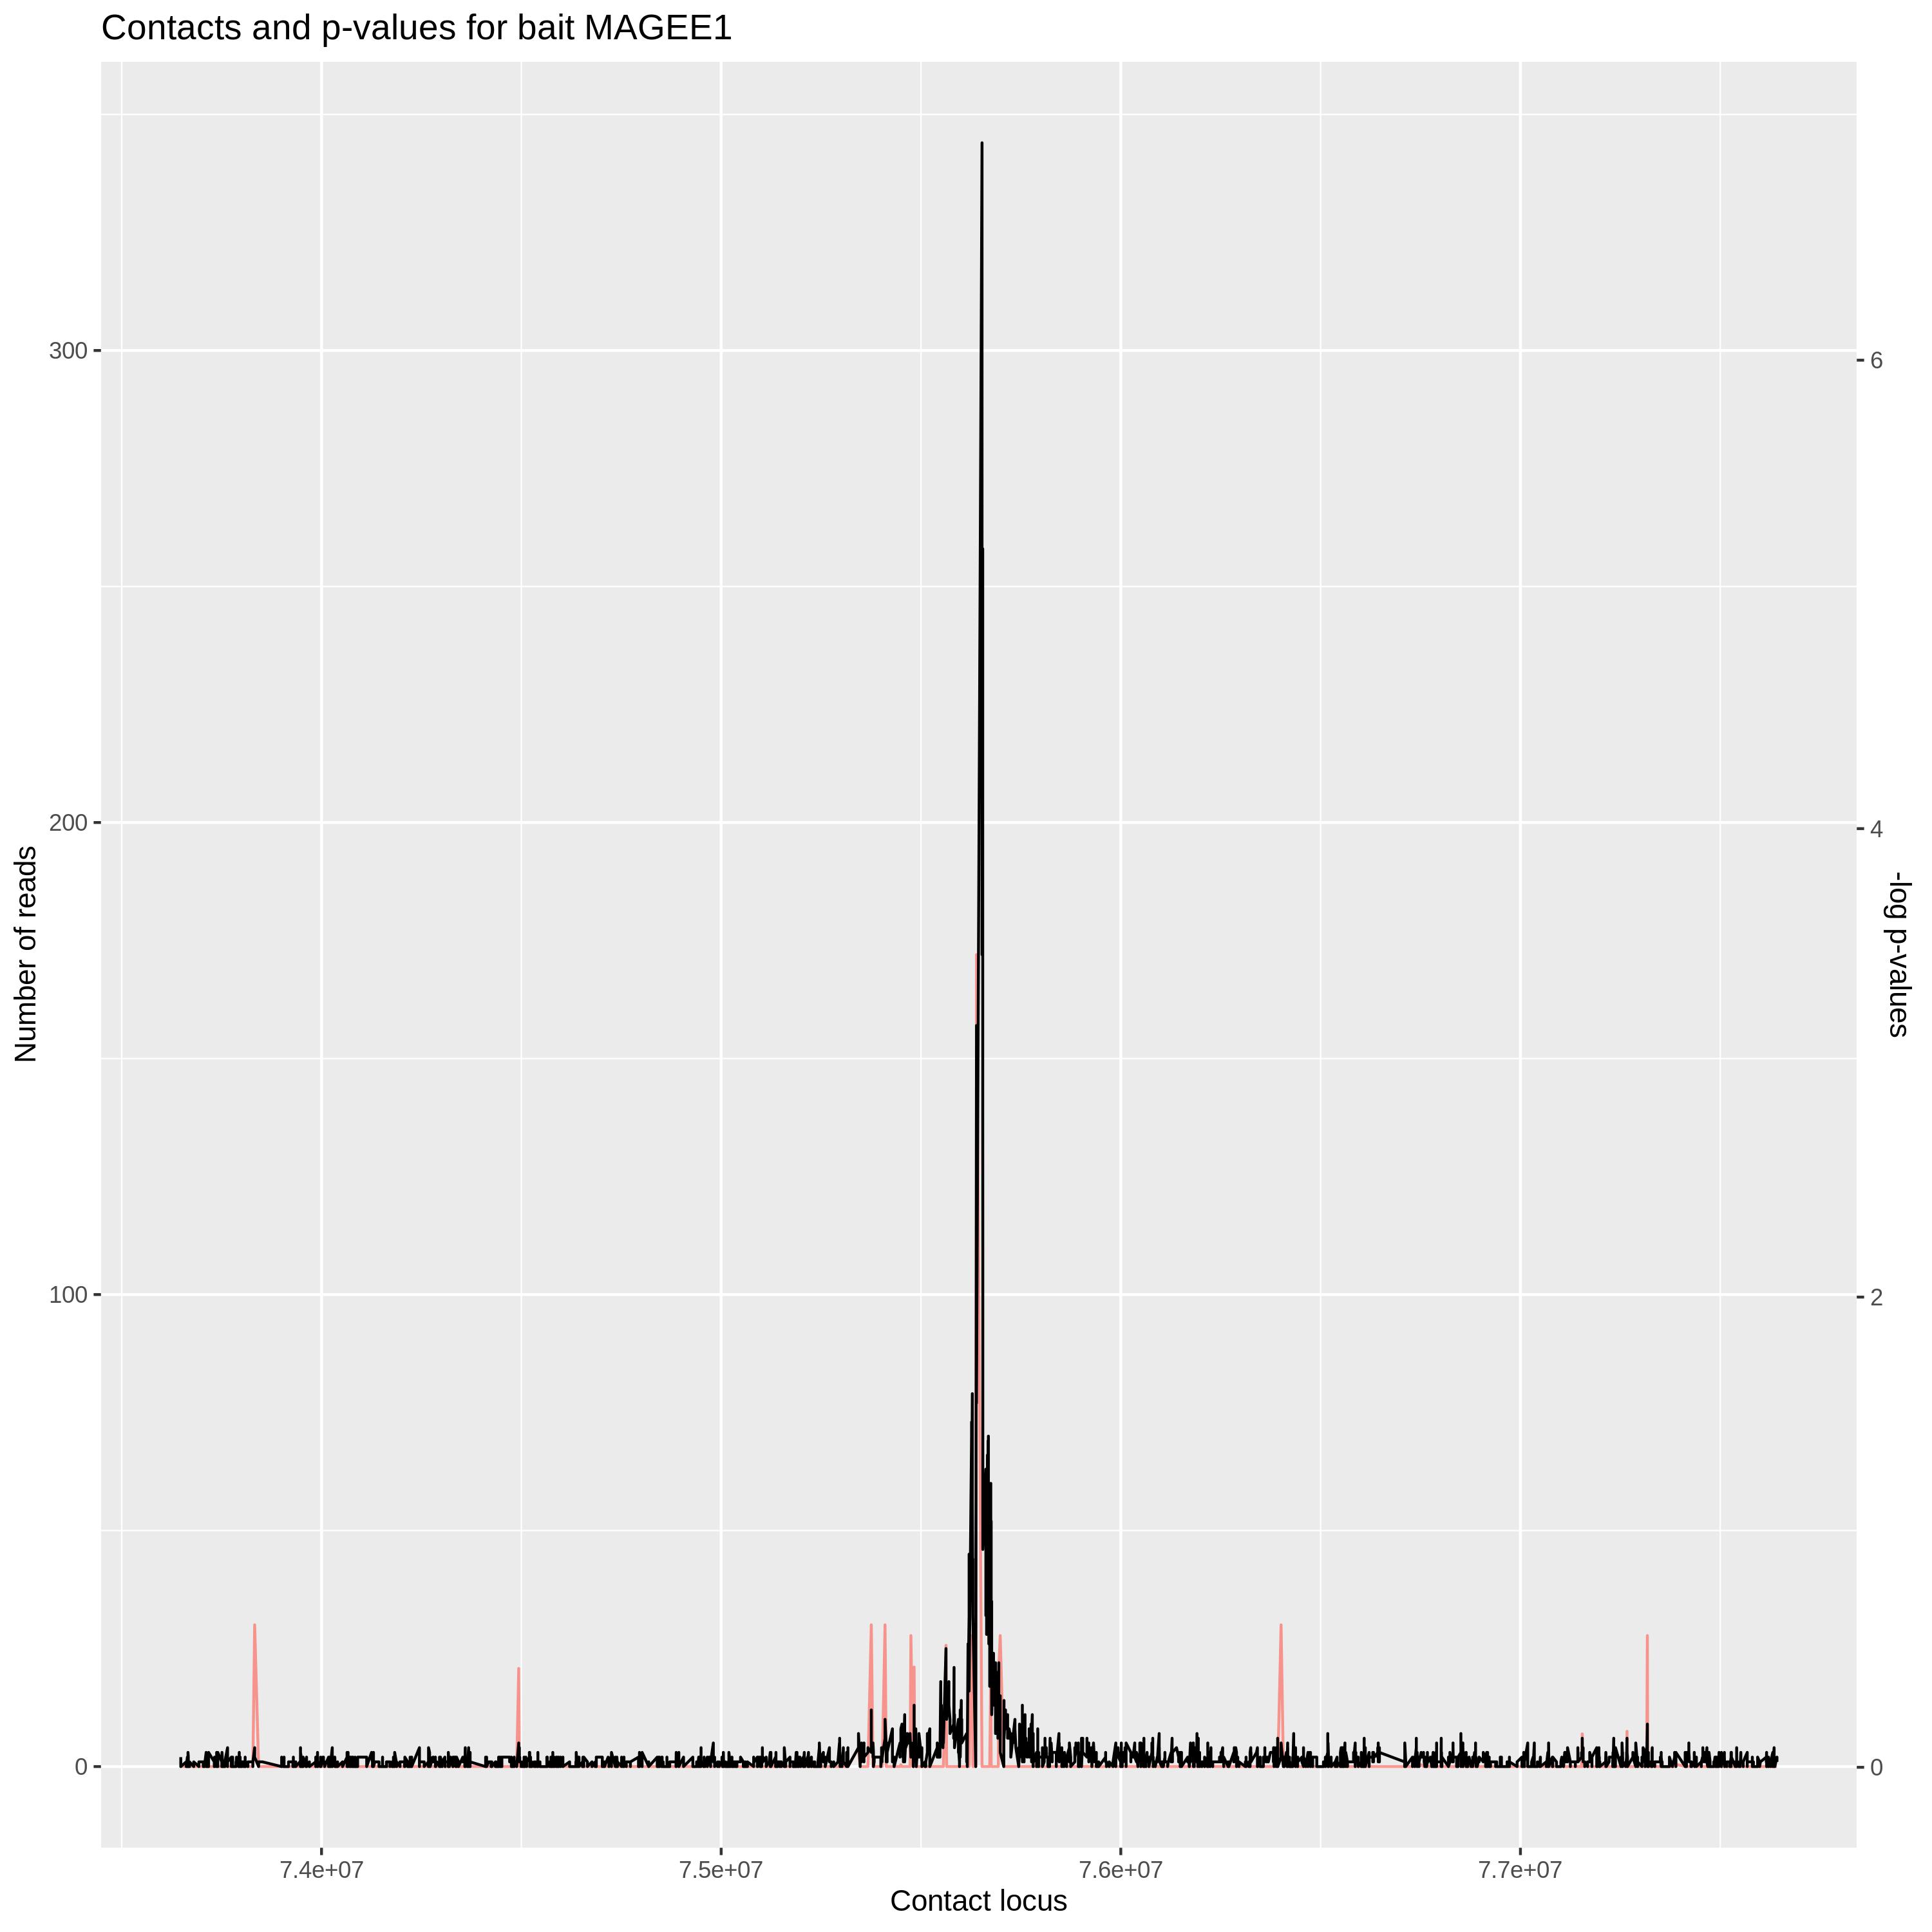 Contacts and p-values for bait MAGEE1
Number of reads
300
200
100
0
6
4
2
0
-log p-values
7.4e+07
7.5e+07
7.6e+07
7.7e+07
Contact locus